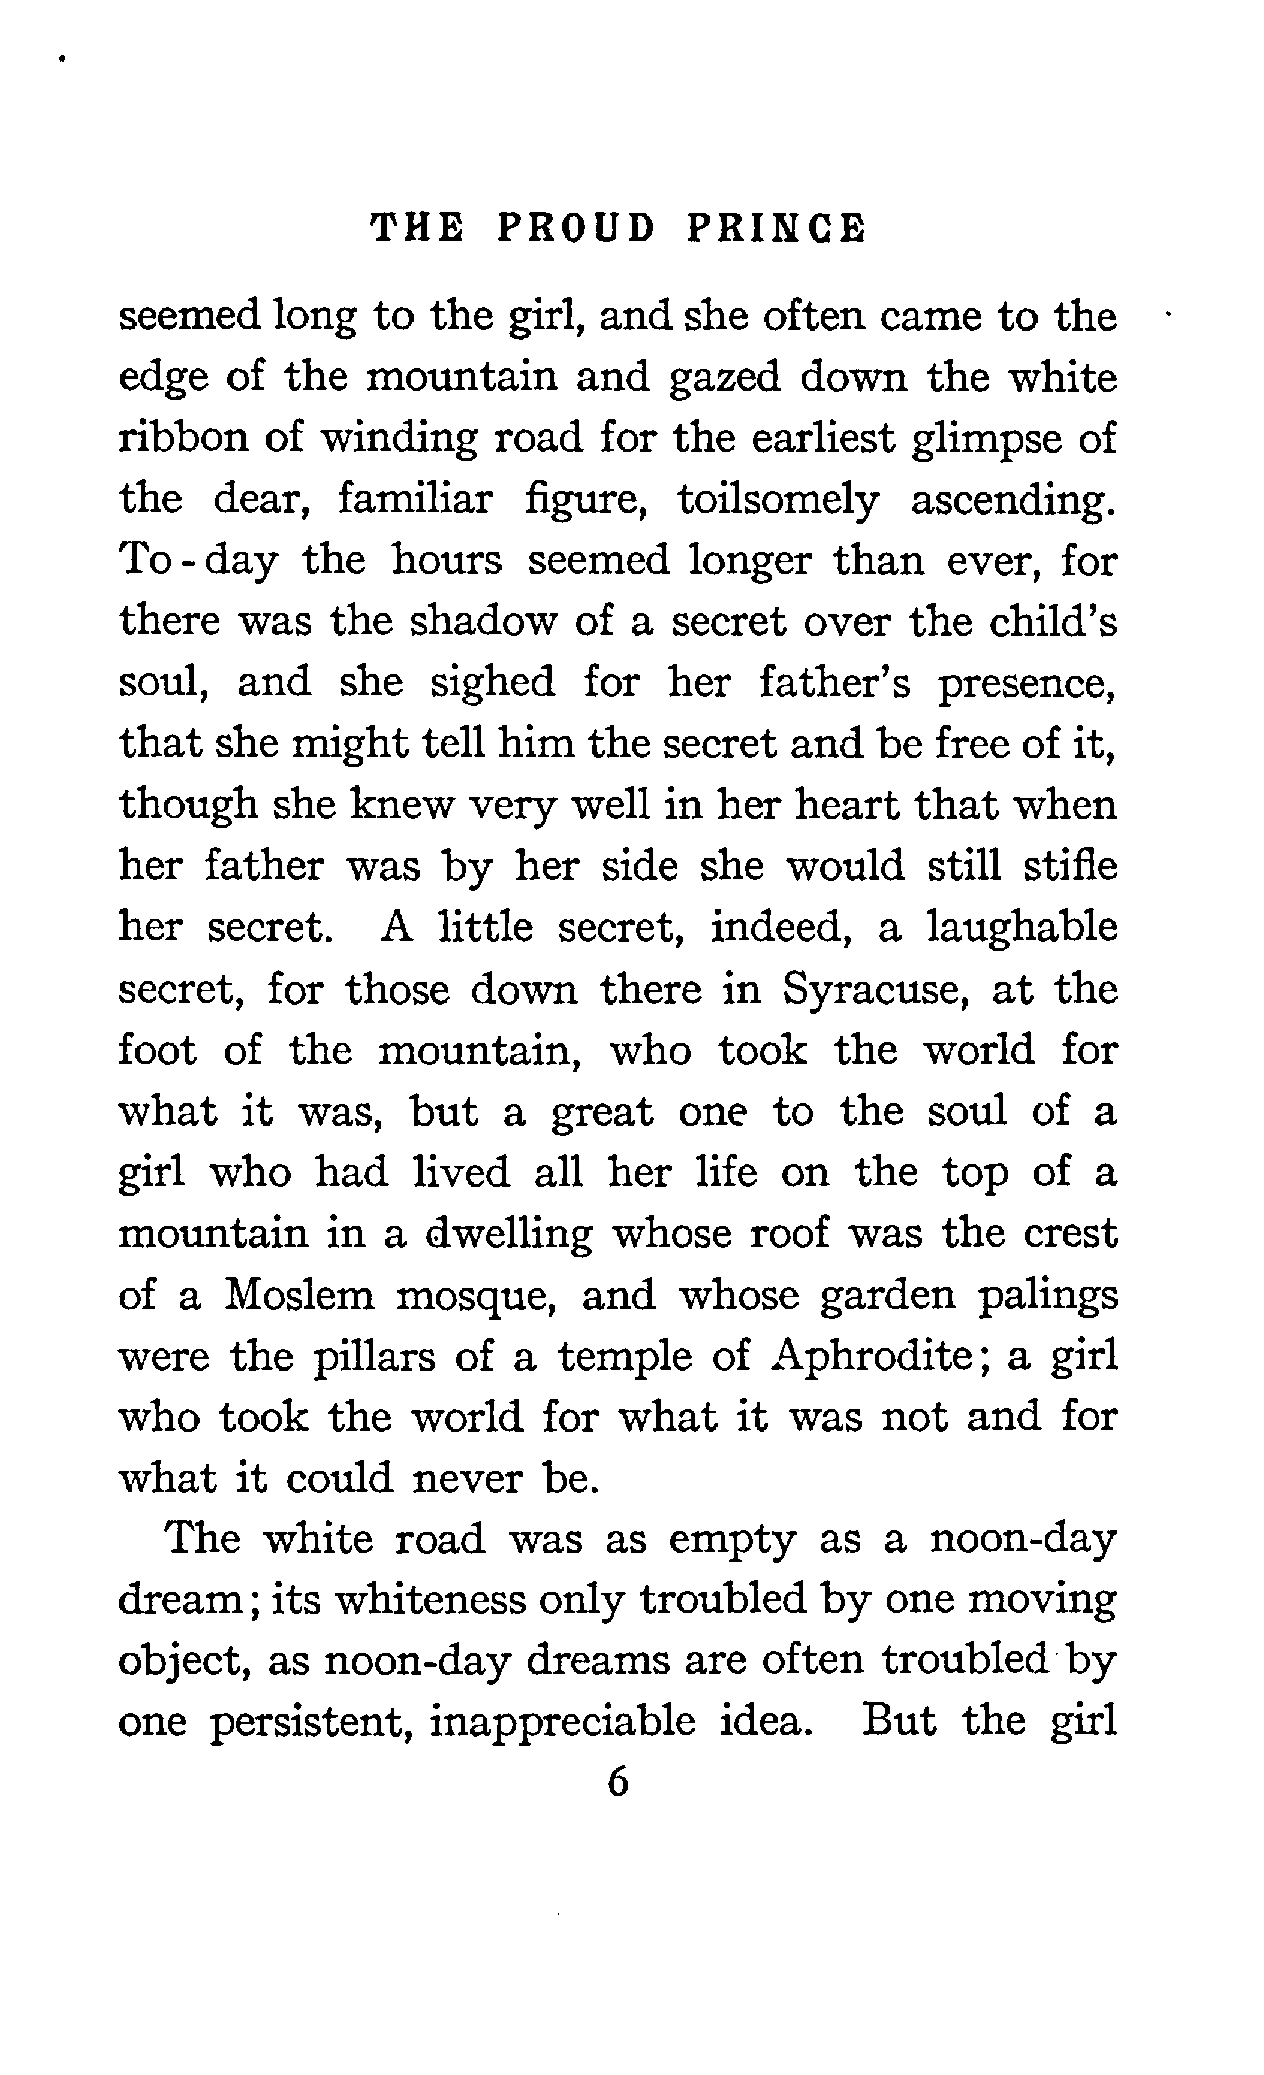 THE PROUD PRINCE
seemed long to the girl, and she often came to the
edge of the mountain and gazed down the white
ribbon of winding road for the earliest glimpse of
the dear, familiar figure, toilsomely ascending.
To-day the hours seemed longer than ever, for
there was the shadow of a secret over the child's
soul, and she sighed for her father's presence,
that she might tell him the secret and be free of it,
though she knew very well in her heart that when
her father was by her side she would still stifle
her secret. A little secret, indeed, a laughable
secret, for those down there in Syracuse, at the
foot of the mountain, who took the world for
what it was, but a great one to the soul of a
girl who had lived all her life on the top of a
mountain in a dwelling whose roof was the crest
of a Moslem mosque, and whose garden palings
were the pillars of a temple of Aphrodite; a girl
who took the world for what it was not and for
what it could never be.
The white road was as empty as a noon-day
dream; its whiteness only troubled by one moving
object, as noon-day dreams are often troubled by
one persistent, inappreciable idea. But the girl
6